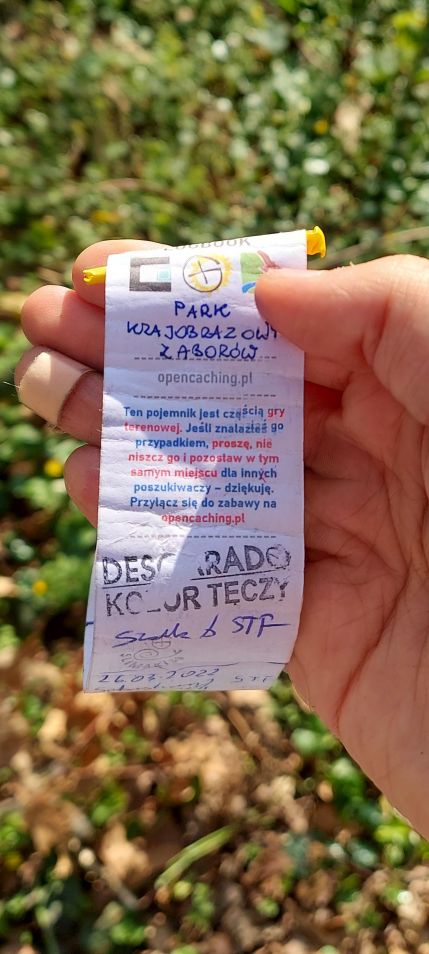 LOGBOOK
PARK
KRAJOBRAZOWY
ZABORÓW
opencaching.pl
Ten pojemnik jest częścią gry
terenowej. Jeśli znalazłeś go
przypadkiem, proszę, nie
niszcz go i pozostaw w tym
samym miejscu dla innych
poszukiwaczy – dziękuję.
Przyłącz się do zabawy na
opencaching.pl
KOLOR TĘCZY
STF
26.03.2022